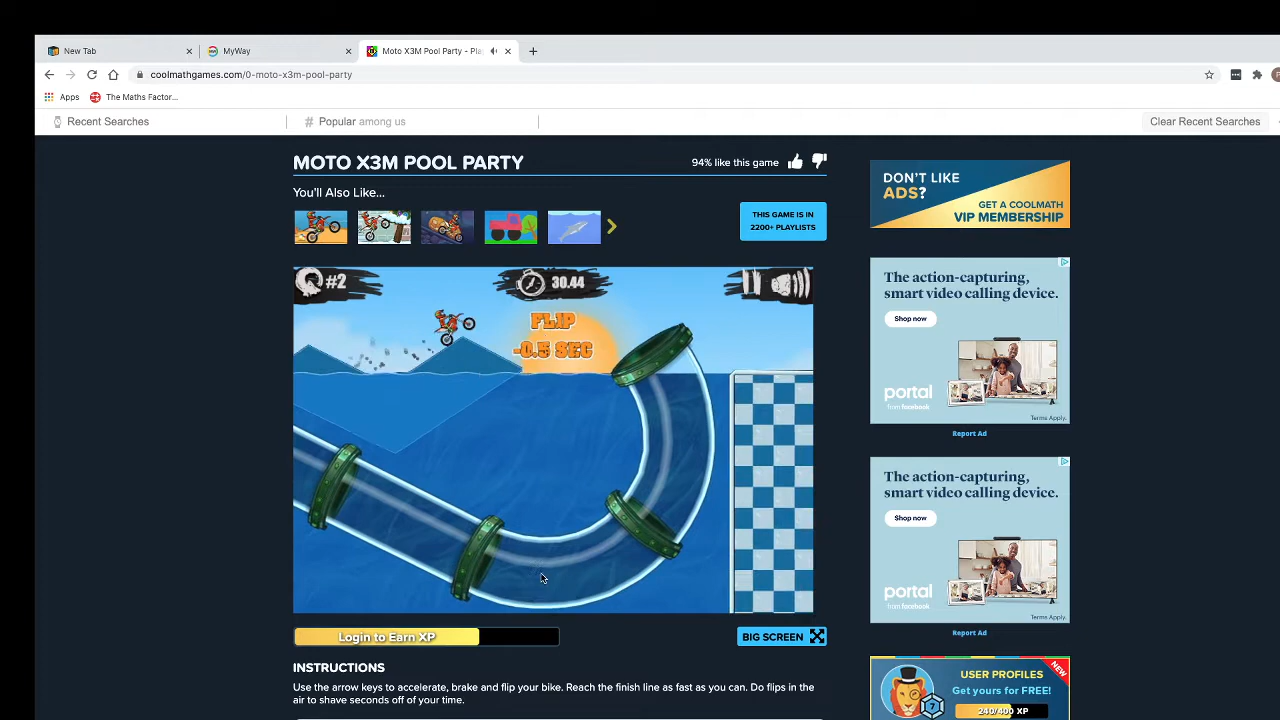 New Tab
MyWay
Moto X3M Pool Party - Pla
coolmathgames.com/0-moto-x3m-pool-party
Apps
The Maths Factor...
Recent Searches
# Popular among us
Clear Recent Searches
MOTO X3M POOL PARTY
94% like this game
You'll Also Like...
THIS GAME IS IN
2200+ PLAYLISTS
#2
30.44
FLIP
-0.5 SEC
Login to Earn XP
BIG SCREEN
INSTRUCTIONS
Use the arrow keys to accelerate, brake and flip your bike. Reach the finish line as fast as you can. Do flips in the
air to shave seconds off of your time.
DON'T LIKE
ADS?
GET A COOLMATH
VIP MEMBERSHIP
The action-capturing,
smart video calling device.
Shop now
portal
from facebook
Terms Apply.
Report Ad
The action-capturing,
smart video calling device.
Shop now
portal
from facebook
Terms Apply.
Report Ad
NEW
USER PROFILES
Get yours for FREE!
?
240/400 XP